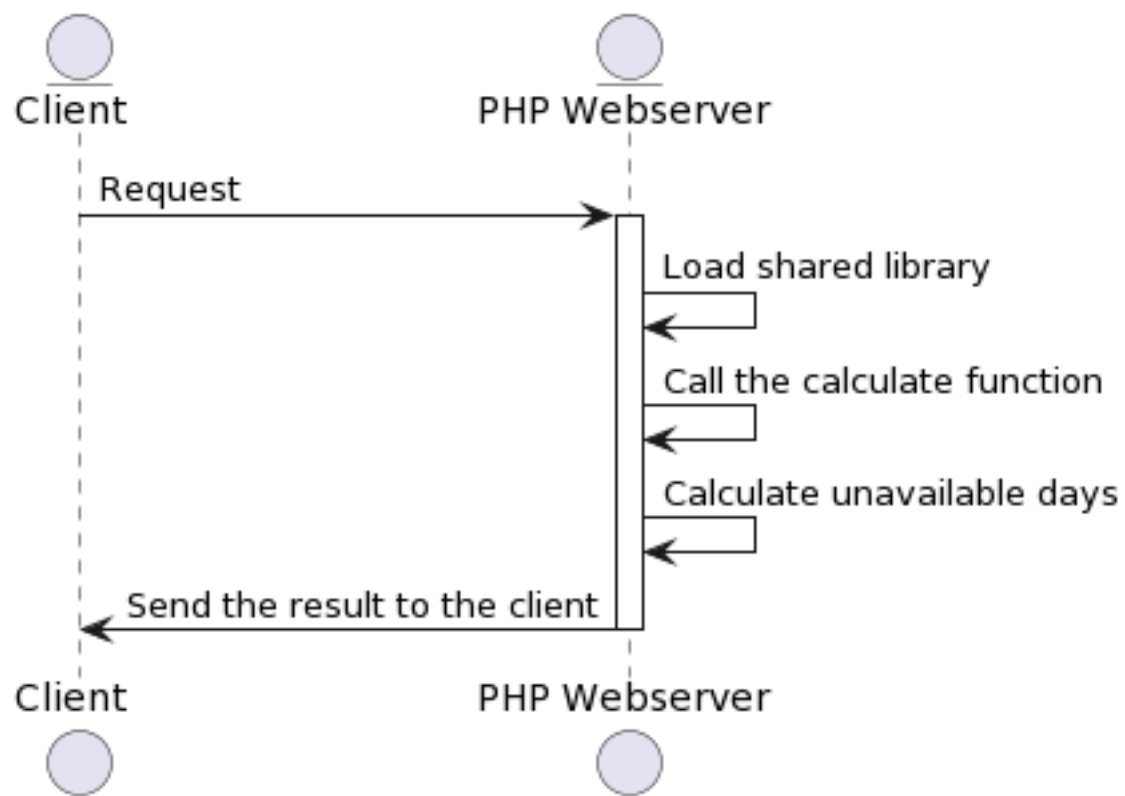 Client
PHP Webserver
Request
Load shared library
Call the calculate function
Calculate unavailable days
Send the result to the client
Client
PHP Webserver